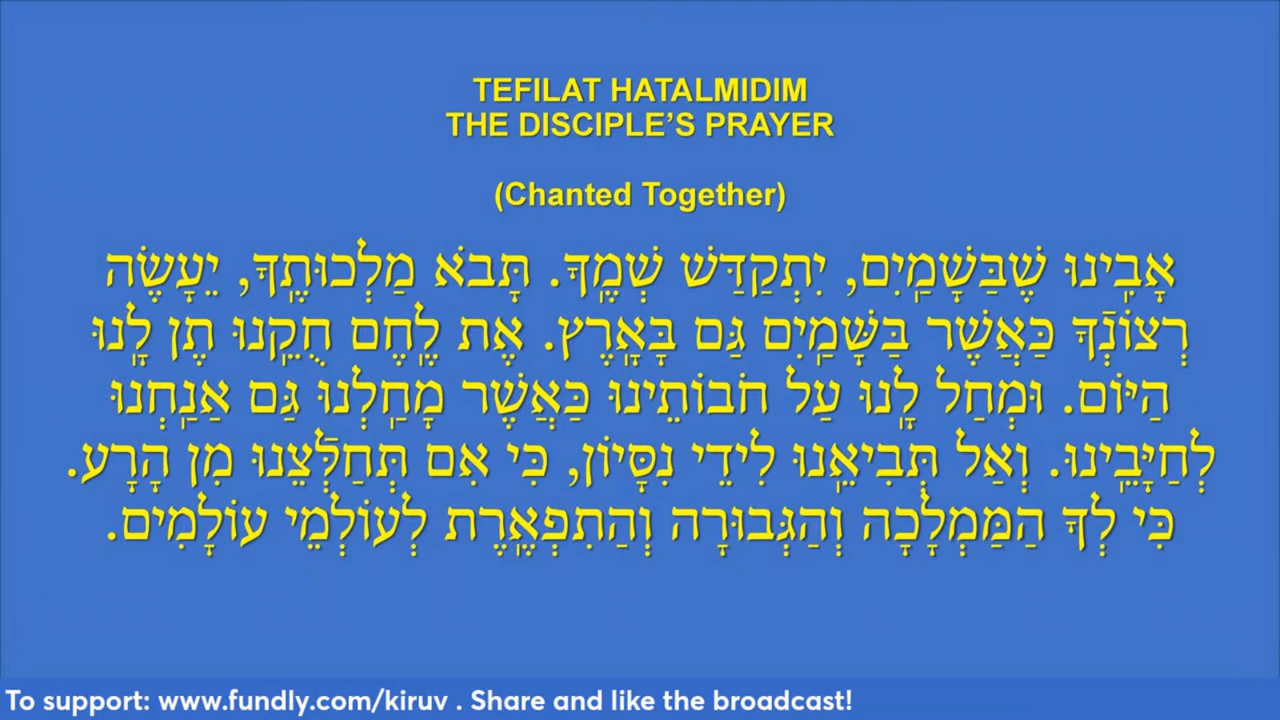 TEFILAT HATALMIDIM
THE DISCIPLE’S PRAYER
(Chanted Together)
אָבִֽינוּ שֶׁבַּשָׁמַֽיִם, יִתְקַדַּשׁ שְׁמֶֽךָ. תָּבֹא מַלְכוּתֶֽךָ, יֵעָשֶׂה
רְצוֹנְךָ כַּאֲשֶׁר בַּשָּׁמַֽיִם גַּם בָּאָֽרֶץ. אֶת לֶֽחֶם חֻקֵֽנוּ תֶן לָֽנוּ
הַיּוֹם. וּמְחַל לָֽנוּ עַל חֹבוֹתֵינוּ כַּאֲשֶׁר מָחַֽלְנוּ גַּם אַנַֽחְנוּ
לְחַיָּבֵֽינוּ. וְאַל תְּבִיאֵֽנוּ לִידֵי נִסָּיוֹן, כִּי אִם תְּחַלְּצֵנוּ מִן הָרָע.
כִּי לְךָ הַמַּמְלָכָה וְהַגְּבוּרָה וְהַתִּפְאֶֽרֶת לְעוֹלְמֵי עוֹלָמִים.
To support: www.fundly.com/kiruv . Share and like the broadcast!